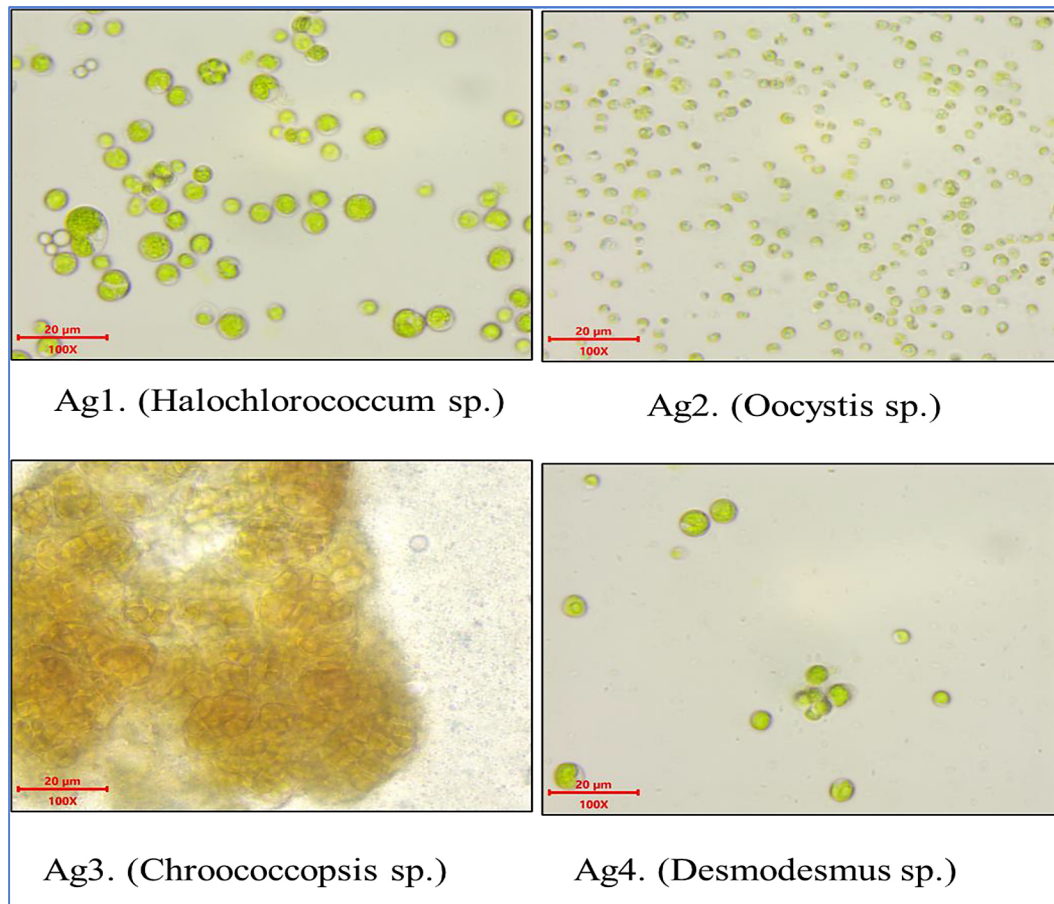 20 µm
100X
20 µm
100X
Ag1. (Halochlorococcum sp.)
Ag2. (Oocystis sp.)
20 µm
100X
20 µm
100X
Ag3. (Chroococcopsis sp.)
Ag4. (Desmodesmus sp.)